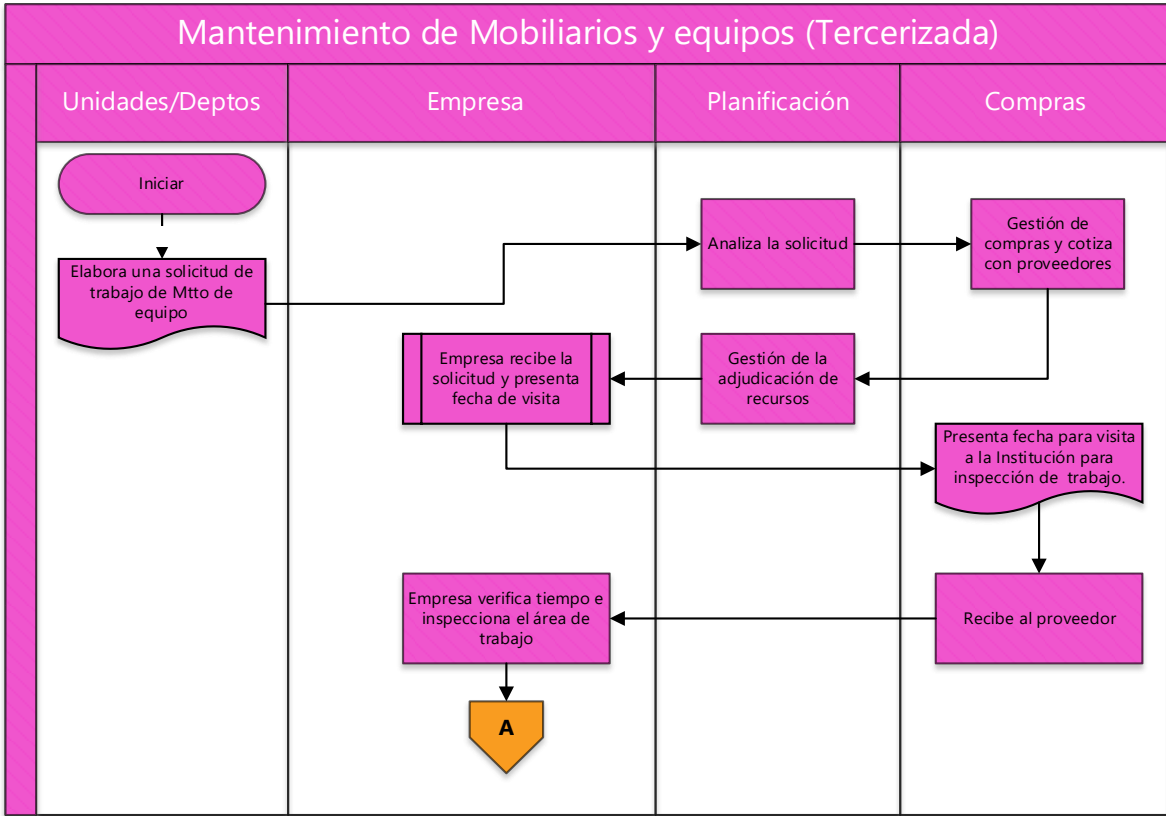 Mantenimiento de Mobiliarios y equipos (Tercerizada)
Unidades/Deptos
Empresa
Planificación
Compras
Iniciar
Elabora una solicitud de
trabajo de Mtto de
equipo
Analiza la solicitud
Gestión de
compras y cotiza
con proveedores
Gestión de la
adjudicación de
recursos
Empresa recibe la
solicitud y presenta
fecha de visita
Presenta fecha para visita
a la Institución para
inspección de trabajo.
Recibe al proveedor
Empresa verifica tiempo e
inspecciona el área de
trabajo
A